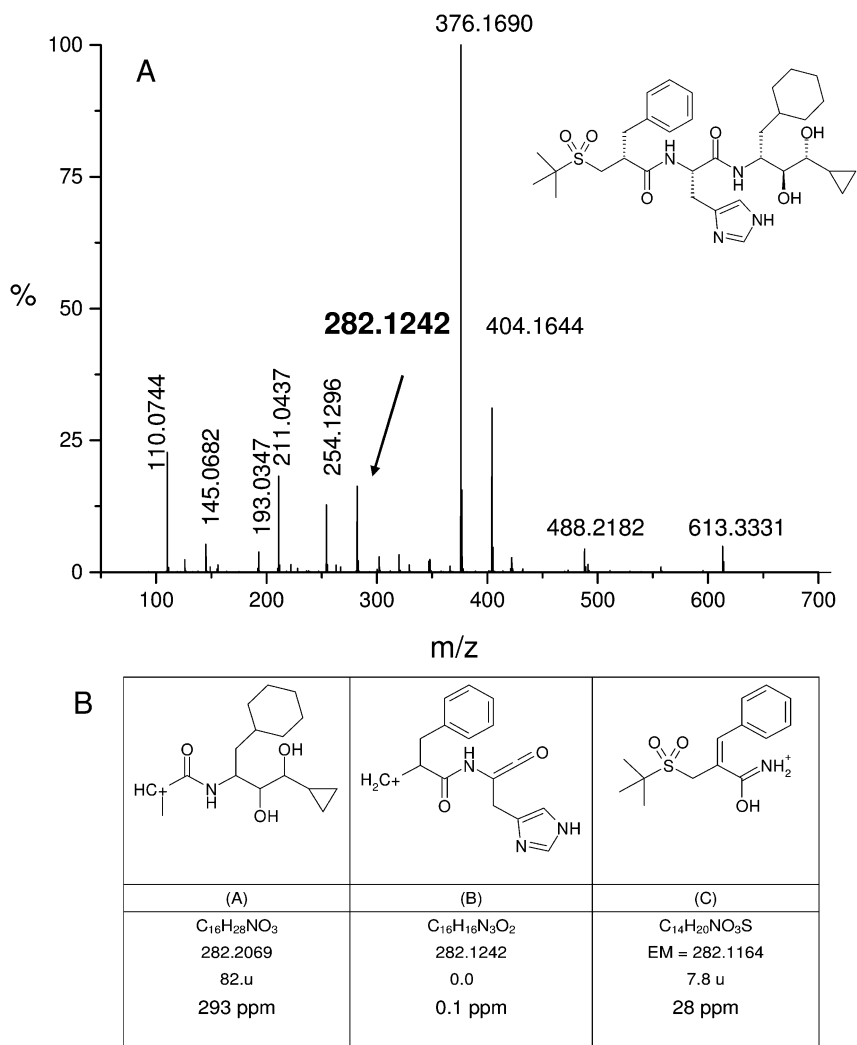 A
376.1690
100
75
50
25
0
%
282.1242
404.1644
110.0744
145.0682
193.0347
211.0437
254.1296
488.2182
613.3331
100 200 300 400 500 600 700
m/z
O O
S
O
H
N
O
N
H
OH
OH
N
NH
B
HC+
O
N
H
OH
OH
H₂C+
O
H
N
O
N
NH
O O
S
NH₂⁺
OH
(A) (B) (C)
C₁₆H₂₈NO₃ C₁₆H₁₆N₃O₂ C₁₄H₂₀NO₃S
282.2069 282.1242 EM = 282.1164
82.u 0.0 7.8 u
293 ppm 0.1 ppm 28 ppm